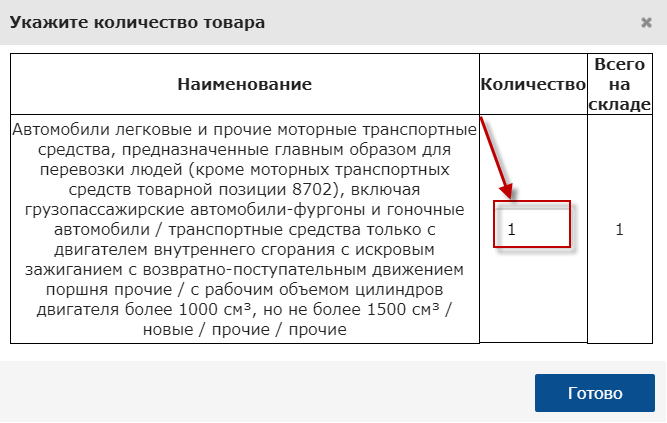 Укажите количество товара
Наименование
Количество
Всего
на
складе
Автомобили легковые и прочие моторные транспортные
средства, предназначенные главным образом для
перевозки людей (кроме моторных транспортных
средств товарной позиции 8702), включая
грузопассажирские автомобили-фургоны и гоночные
автомобили / транспортные средства только с
двигателем внутреннего сгорания с искровым
зажиганием с возвратно-поступательным движением
поршня прочие / с рабочим объемом цилиндров
двигателя более 1000 см³, но не более 1500 см³ /
новые / прочие / прочие
1
1
Готово